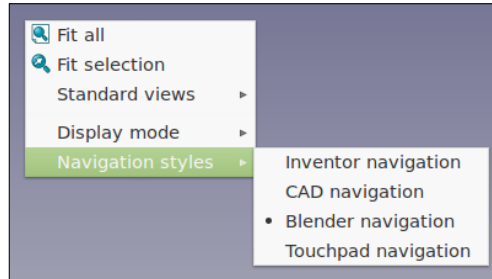 Fit all
Fit selection
Standard views
Display mode
Navigation styles
Inventor navigation
CAD navigation
Blender navigation
Touchpad navigation